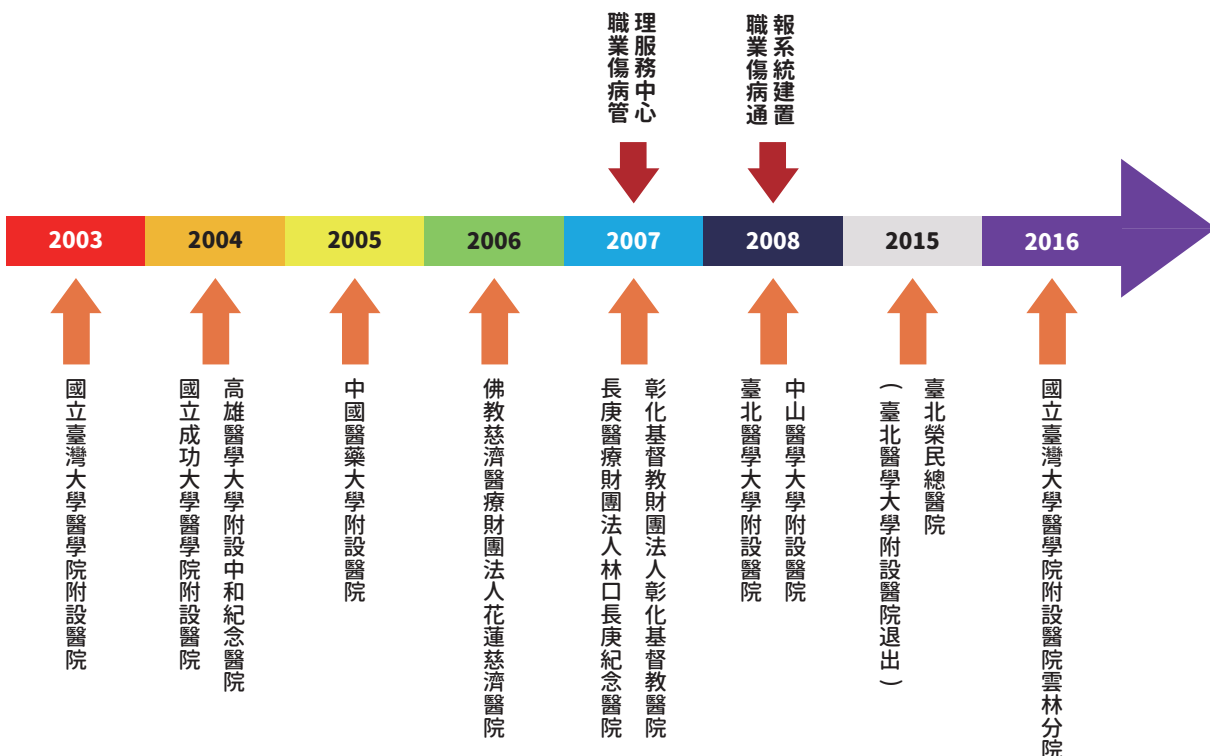 職業傷病管
理服務中心
職業傷病通
報系統建置
2003
2004
2005
2006
2007
2008
2015
2016
國立臺灣大學醫學院附設醫院
國立成功大學醫學院附設醫院
高雄醫學大學附設中和紀念醫院
中國醫藥大學附設醫院
佛教慈濟醫療財團法人花蓮慈濟醫院
長庚醫療財團法人林口長庚紀念醫院
彰化基督教財團法人彰化基督教醫院
臺北醫學大學附設醫院
中山醫學大學附設醫院
(臺北醫學大學附設醫院退出)
臺北榮民總醫院
國立臺灣大學醫學院附設醫院雲林分院